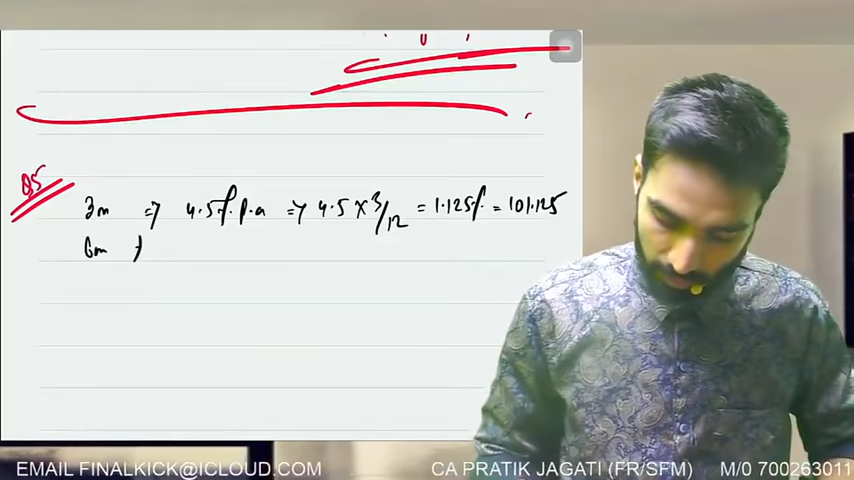 Q5
3m => 4.5%.p.a => 4.5 x 3/12 = 1.125%. = 101.125
6m
EMAIL FINALKICK@ICLOUD.COM CA PRATIK JAGATI (FR/SFM) M/0 700263011